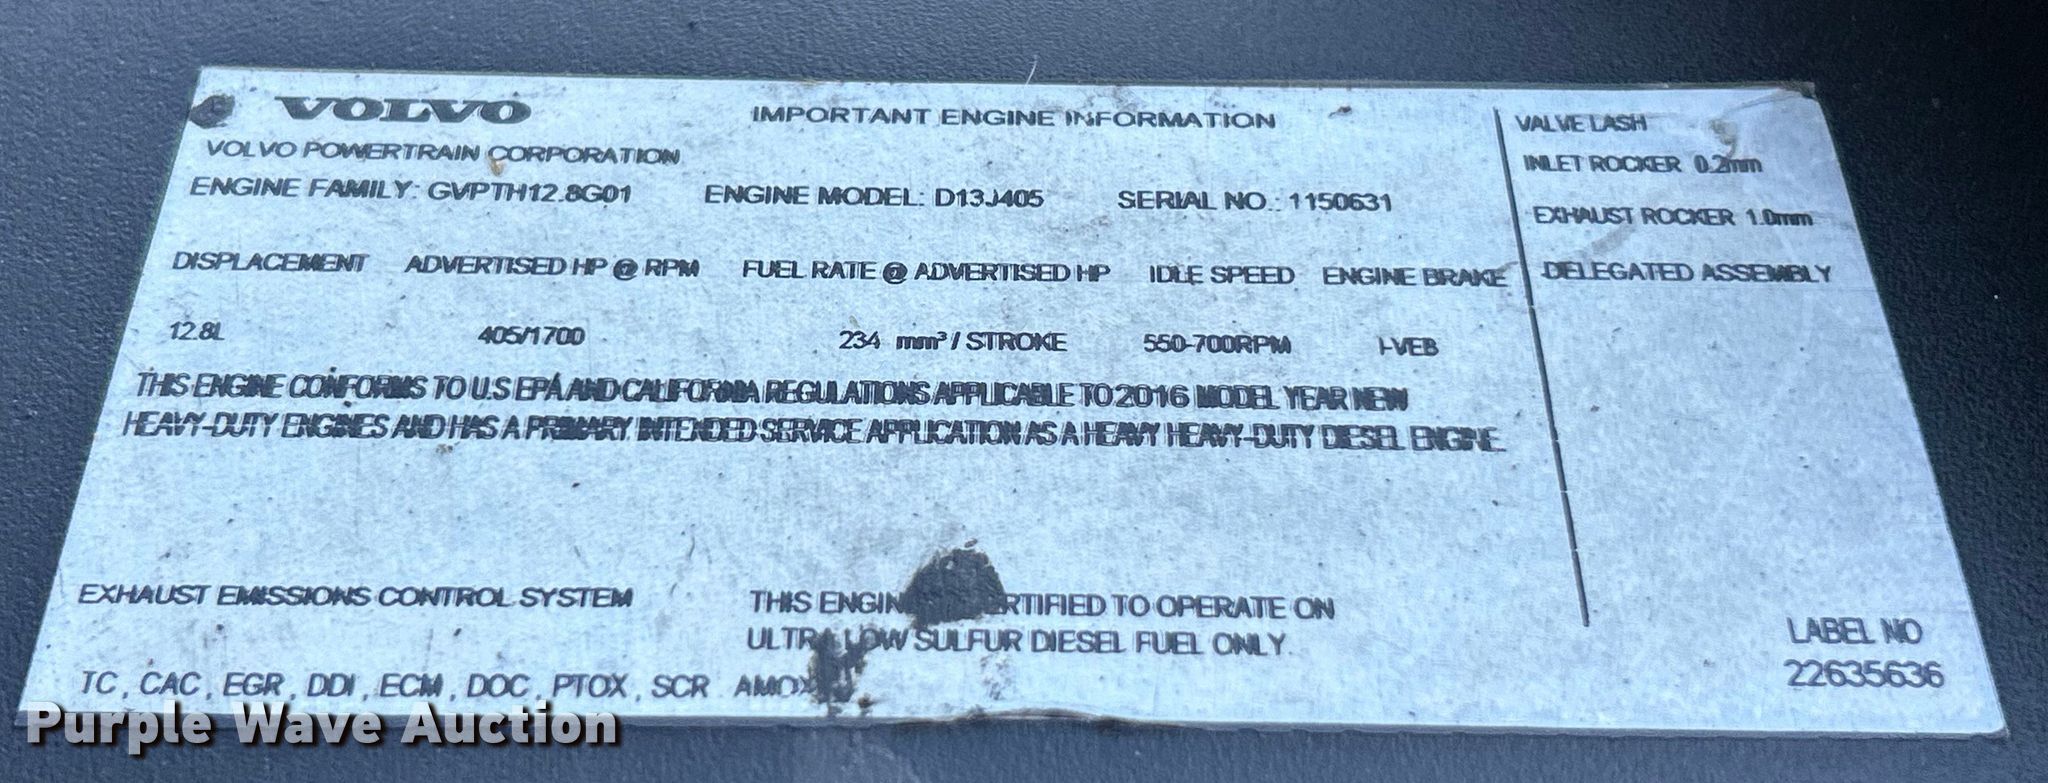 VOLVO
IMPORTANT ENGINE INFORMATION
VOLVO POWERTRAIN CORPORATION
ENGINE FAMILY: GVPTH12.8G01 ENGINE MODEL: D13J405 SERIAL NO.: 1150631
DISPLACEMENT ADVERTISED HP @ RPM FUEL RATE @ ADVERTISED HP IDLE SPEED ENGINE BRAKE
12.8L 405/1700 234 mm³ / STROKE 550-700RPM I-VEB
THIS ENGINE CONFORMS TO U.S EPA AND CALIFORNIA REGULATIONS APPLICABLE TO 2016 MODEL YEAR NEW
HEAVY-DUTY ENGINES AND HAS A PRIMARY INTENDED SERVICE APPLICATION AS A HEAVY HEAVY-DUTY DIESEL ENGINE.
VALVE LASH
INLET ROCKER 0.2mm
EXHAUST ROCKER 1.0mm
DELEGATED ASSEMBLY
EXHAUST EMISSIONS CONTROL SYSTEM
TC, CAC, EGR, DDI, ECM, DOC, PTOX, SCR AMOX
THIS ENGIN RTIFIED TO OPERATE ON
ULTRA LOW SULFUR DIESEL FUEL ONLY.
LABEL NO
22635636
Purple Wave Auction